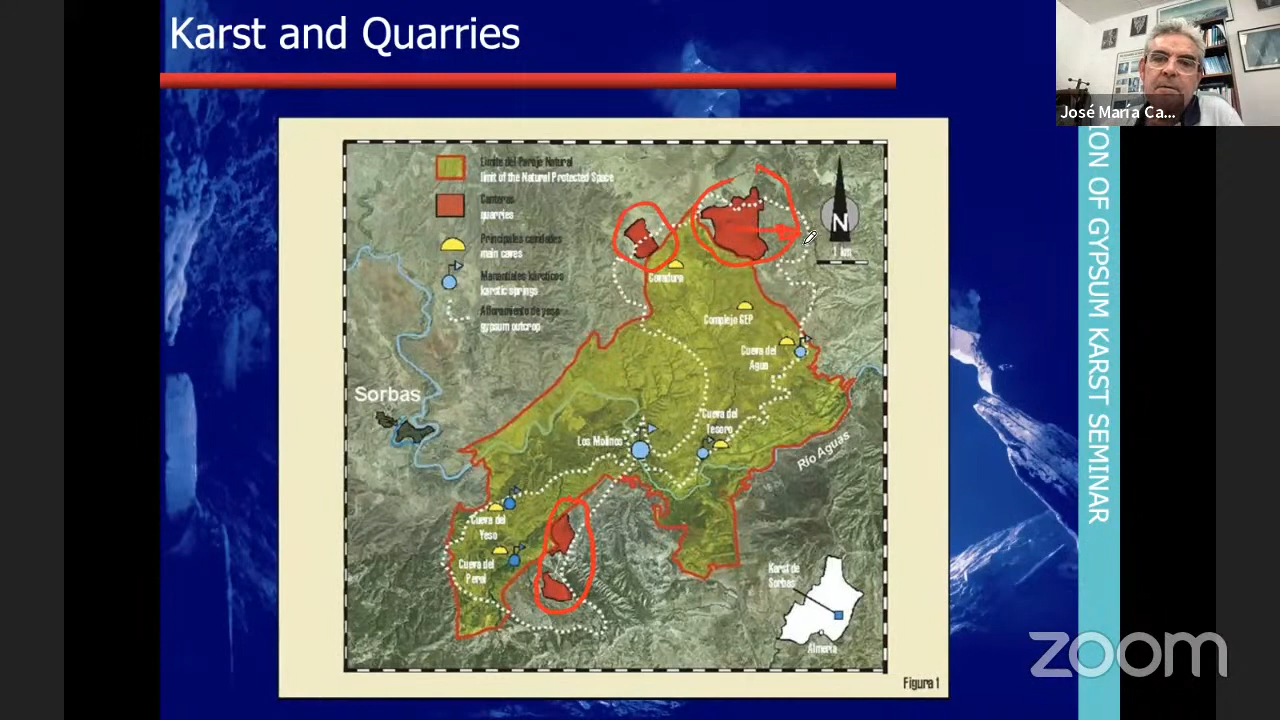 Karst and Quarries
José María Ca...
ION OF GYPSUM KARST SEMINAR
Limite del Paraje Natural
limit of the Natural Protected Space
Canteras
quarries
Principales cavidades
main caves
Manantiales kársticos
karstic springs
Afloramiento de yeso
gypsum outcrop
N
1 km
Covadura
Complejo GEP
Cueva del
Agua
Sorbas
Cueva del
Tesoro
Los Molinos
Río Aguas
Cueva del
Yeso
Cueva del
Peral
Karst de
Sorbas
Almería
Figura 1
zoom